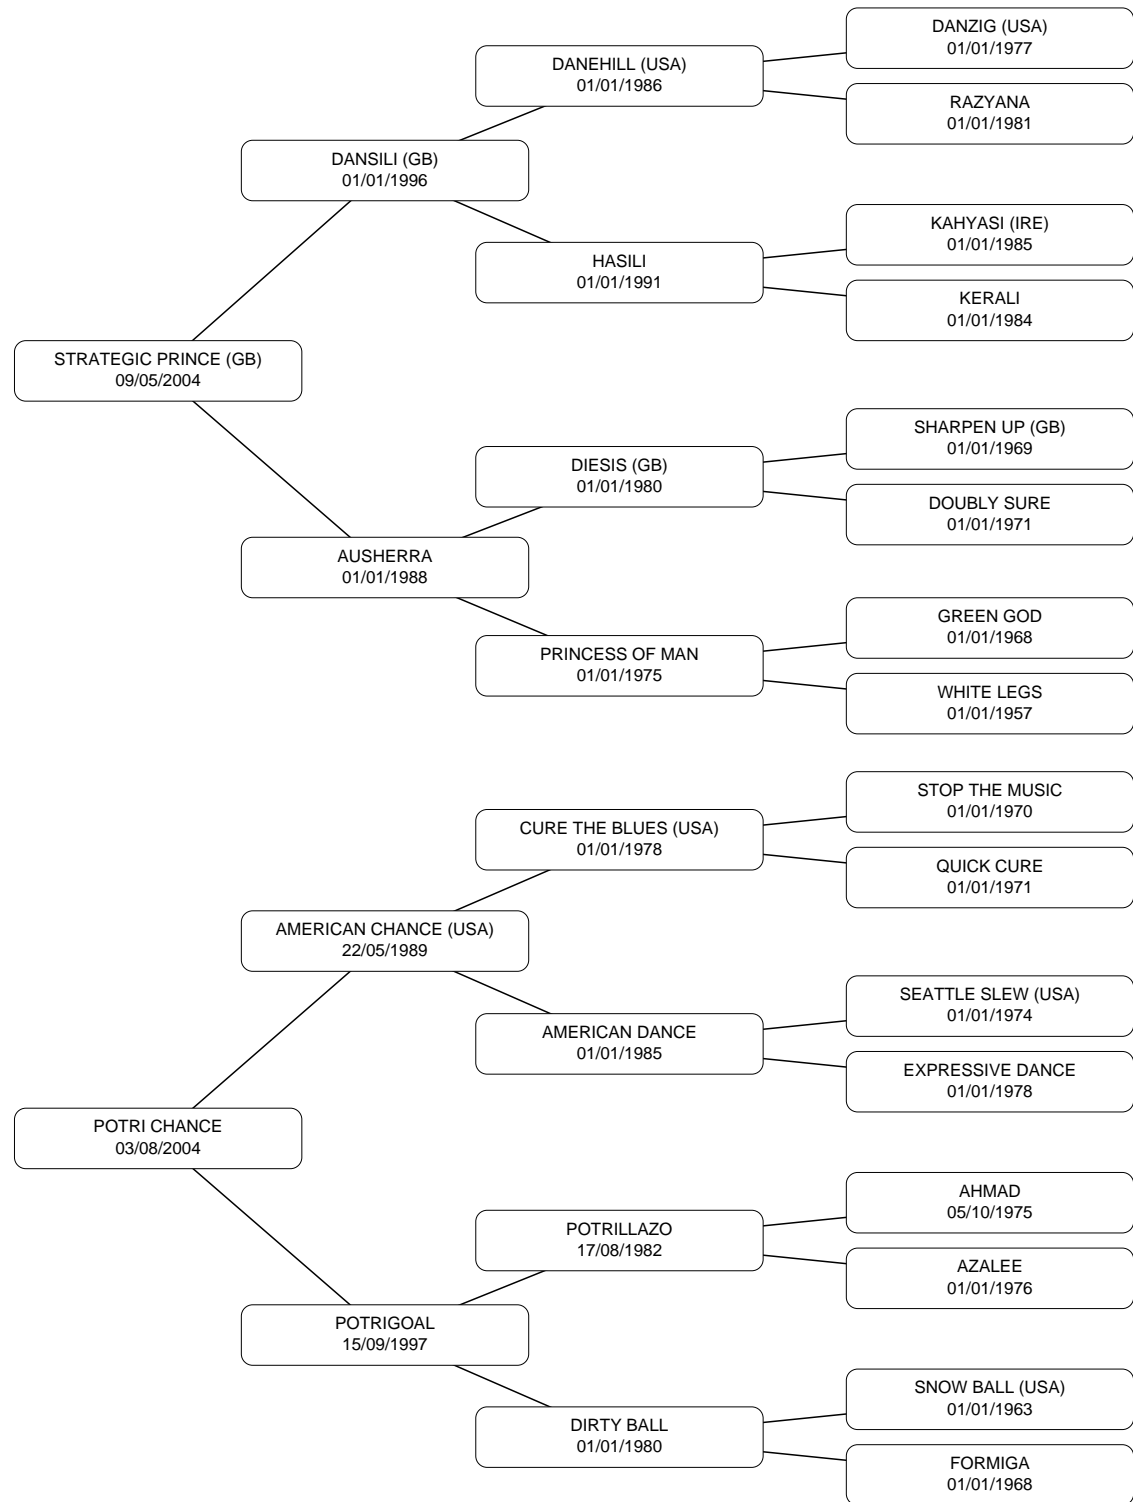 DANZIG (USA)
01/01/1977
DANEHILL (USA)
01/01/1986
RAZYANA
01/01/1981
DANSILI (GB)
01/01/1996
KAHYASI (IRE)
01/01/1985
HASILI
01/01/1991
KERALI
01/01/1984
STRATEGIC PRINCE (GB)
09/05/2004
SHARPEN UP (GB)
01/01/1969
DIESIS (GB)
01/01/1980
DOUBLY SURE
01/01/1971
AUSHERRA
01/01/1988
GREEN GOD
01/01/1968
PRINCESS OF MAN
01/01/1975
WHITE LEGS
01/01/1957
STOP THE MUSIC
01/01/1970
CURE THE BLUES (USA)
01/01/1978
QUICK CURE
01/01/1971
AMERICAN CHANCE (USA)
22/05/1989
SEATTLE SLEW (USA)
01/01/1974
AMERICAN DANCE
01/01/1985
EXPRESSIVE DANCE
01/01/1978
POTRI CHANCE
03/08/2004
AHMAD
05/10/1975
POTRILLAZO
17/08/1982
AZALEE
01/01/1976
POTRIGOAL
15/09/1997
SNOW BALL (USA)
01/01/1963
DIRTY BALL
01/01/1980
FORMIGA
01/01/1968